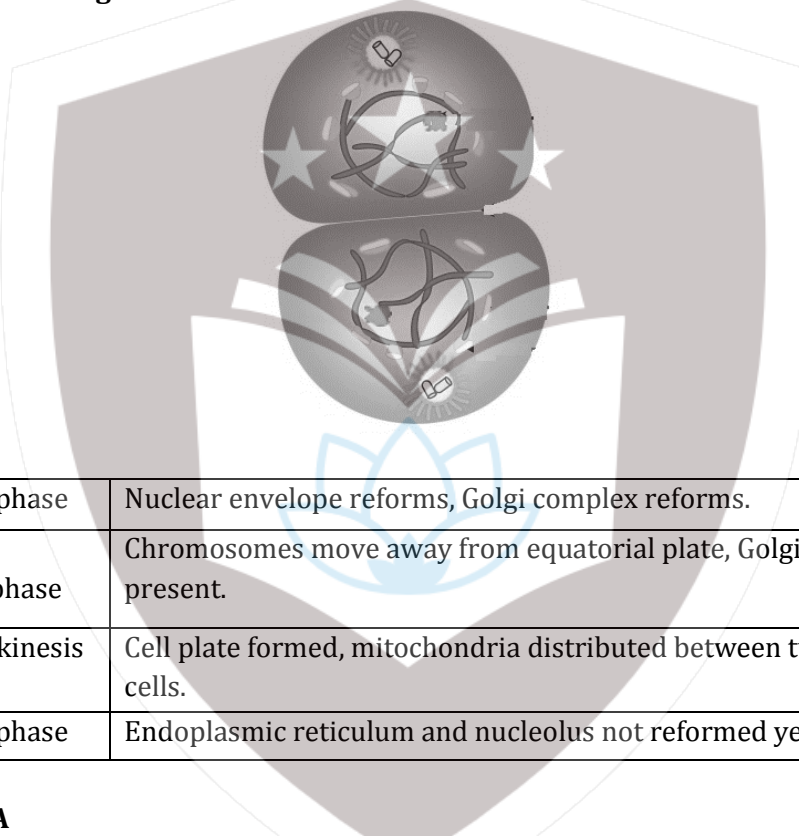 phase Nuclear envelope reforms, Golgi complex reforms.
Chromosomes move away from equatorial plate, Golgi
phase present.
kinesis Cell plate formed, mitochondria distributed between
cells.
phase Endoplasmic reticulum and nucleolus not reformed
A